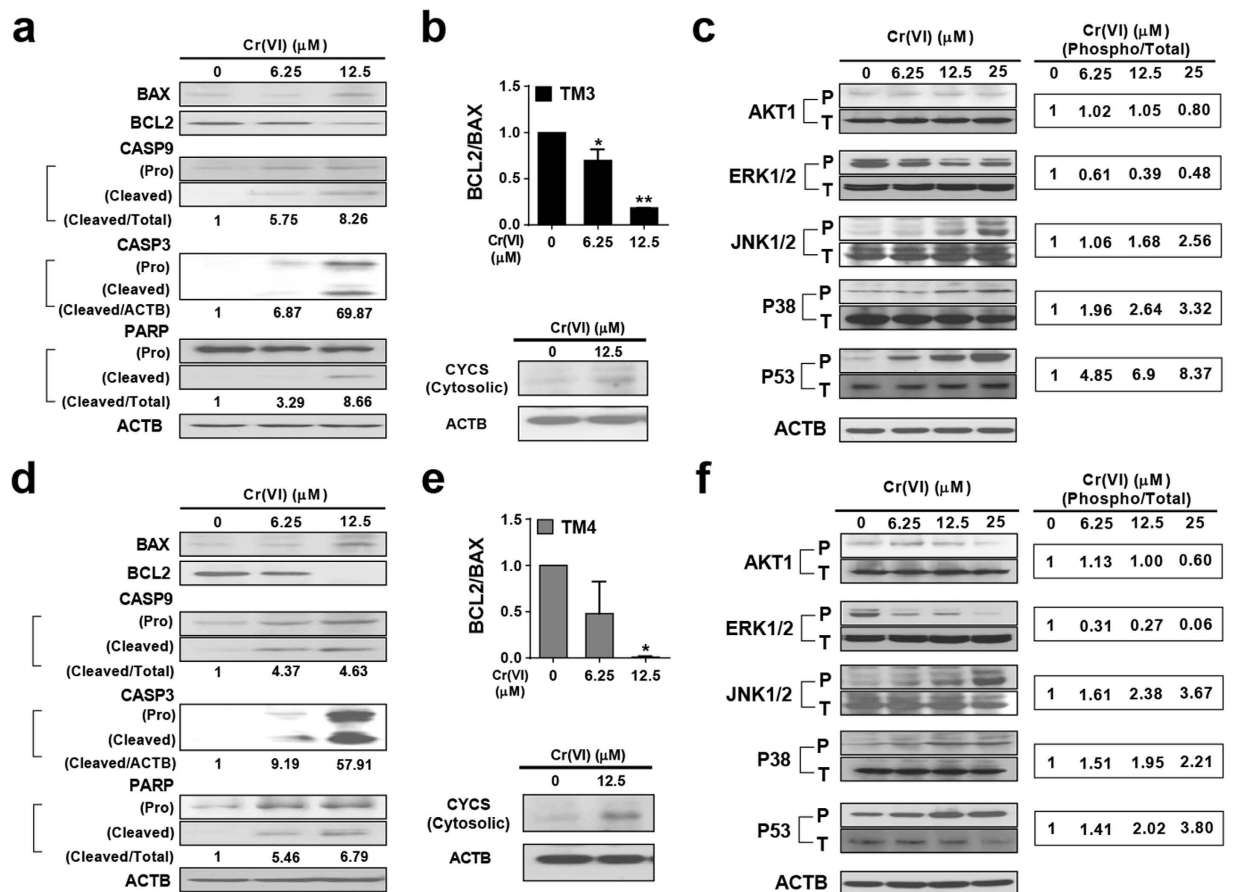 a
Cr(VI) (μM)
0 6.25 12.5
BAX
BCL2
CASP9
(Pro)
(Cleaved)
(Cleaved/Total) 1 5.75 8.26
CASP3
(Pro)
(Cleaved)
(Cleaved/ACTB) 1 6.87 69.87
PARP
(Pro)
(Cleaved)
(Cleaved/Total) 1 3.29 8.66
ACTB
b
1.5
1.0
0.5
0.0
BCL2/BAX
TM3
*
**
Cr(VI) 0 6.25 12.5
(μM)
Cr(VI) (μM)
0 12.5
CYCS
(Cytosolic)
ACTB
c
Cr(VI) (μM)
0 6.25 12.5 25
Cr(VI) (μM)
(Phospho/Total)
0 6.25 12.5 25
AKT1 P T 1 1.02 1.05 0.80
ERK1/2 P T 1 0.61 0.39 0.48
JNK1/2 P T 1 1.06 1.68 2.56
P38 P T 1 1.96 2.64 3.32
P53 P T 1 4.85 6.9 8.37
ACTB
d
Cr(VI) (μM)
0 6.25 12.5
BAX
BCL2
CASP9
(Pro)
(Cleaved)
(Cleaved/Total) 1 4.37 4.63
CASP3
(Pro)
(Cleaved)
(Cleaved/ACTB) 1 9.19 57.91
PARP
(Pro)
(Cleaved)
(Cleaved/Total) 1 5.46 6.79
ACTB
e
1.5
1.0
0.5
0.0
BCL2/BAX
TM4
*
Cr(VI) 0 6.25 12.5
(μM)
Cr(VI) (μM)
0 12.5
CYCS
(Cytosolic)
ACTB
f
Cr(VI) (μM)
0 6.25 12.5 25
Cr(VI) (μM)
(Phospho/Total)
0 6.25 12.5 25
AKT1 P T 1 1.13 1.00 0.60
ERK1/2 P T 1 0.31 0.27 0.06
JNK1/2 P T 1 1.61 2.38 3.67
P38 P T 1 1.51 1.95 2.21
P53 P T 1 1.41 2.02 3.80
ACTB